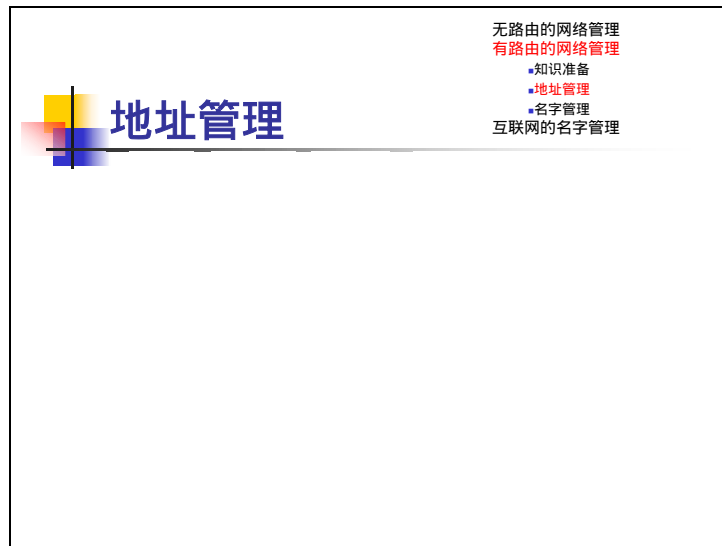 无路由的网络管理
有路由的网络管理
■知识准备
■地址管理
■名字管理
互联网的名字管理
地址管理